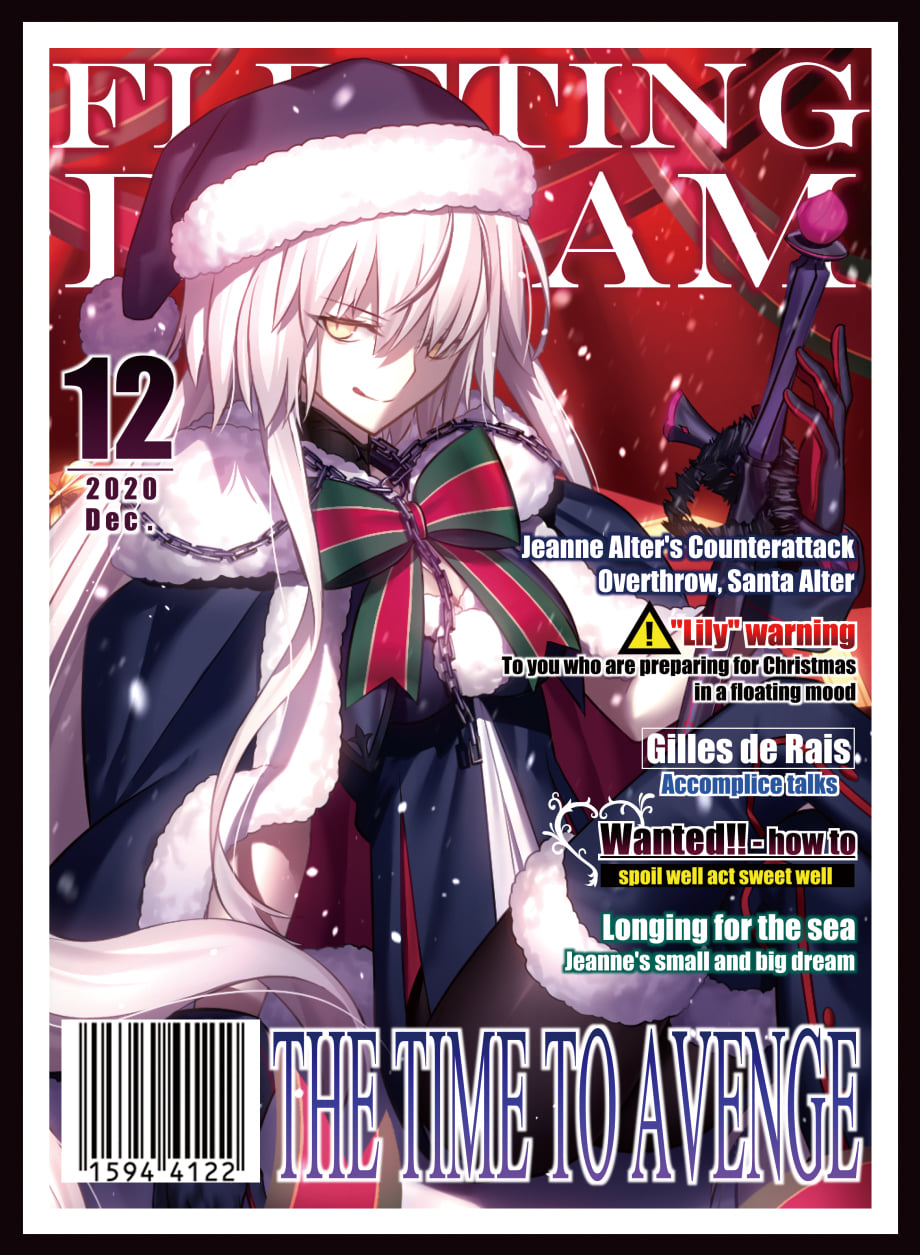 FLEETING
DREAM
12
2020
Dec.
Jeanne Alter's Counterattack
Overthrow, Santa Alter
"Lily" warning
To you who are preparing for Christmas
in a floating mood
Gilles de Rais
Accomplice talks
Wanted!!-how to
spoil well act sweet well
Longing for the sea
Jeanne's small and big dream
THE TIME TO AVENGE
1594 4122